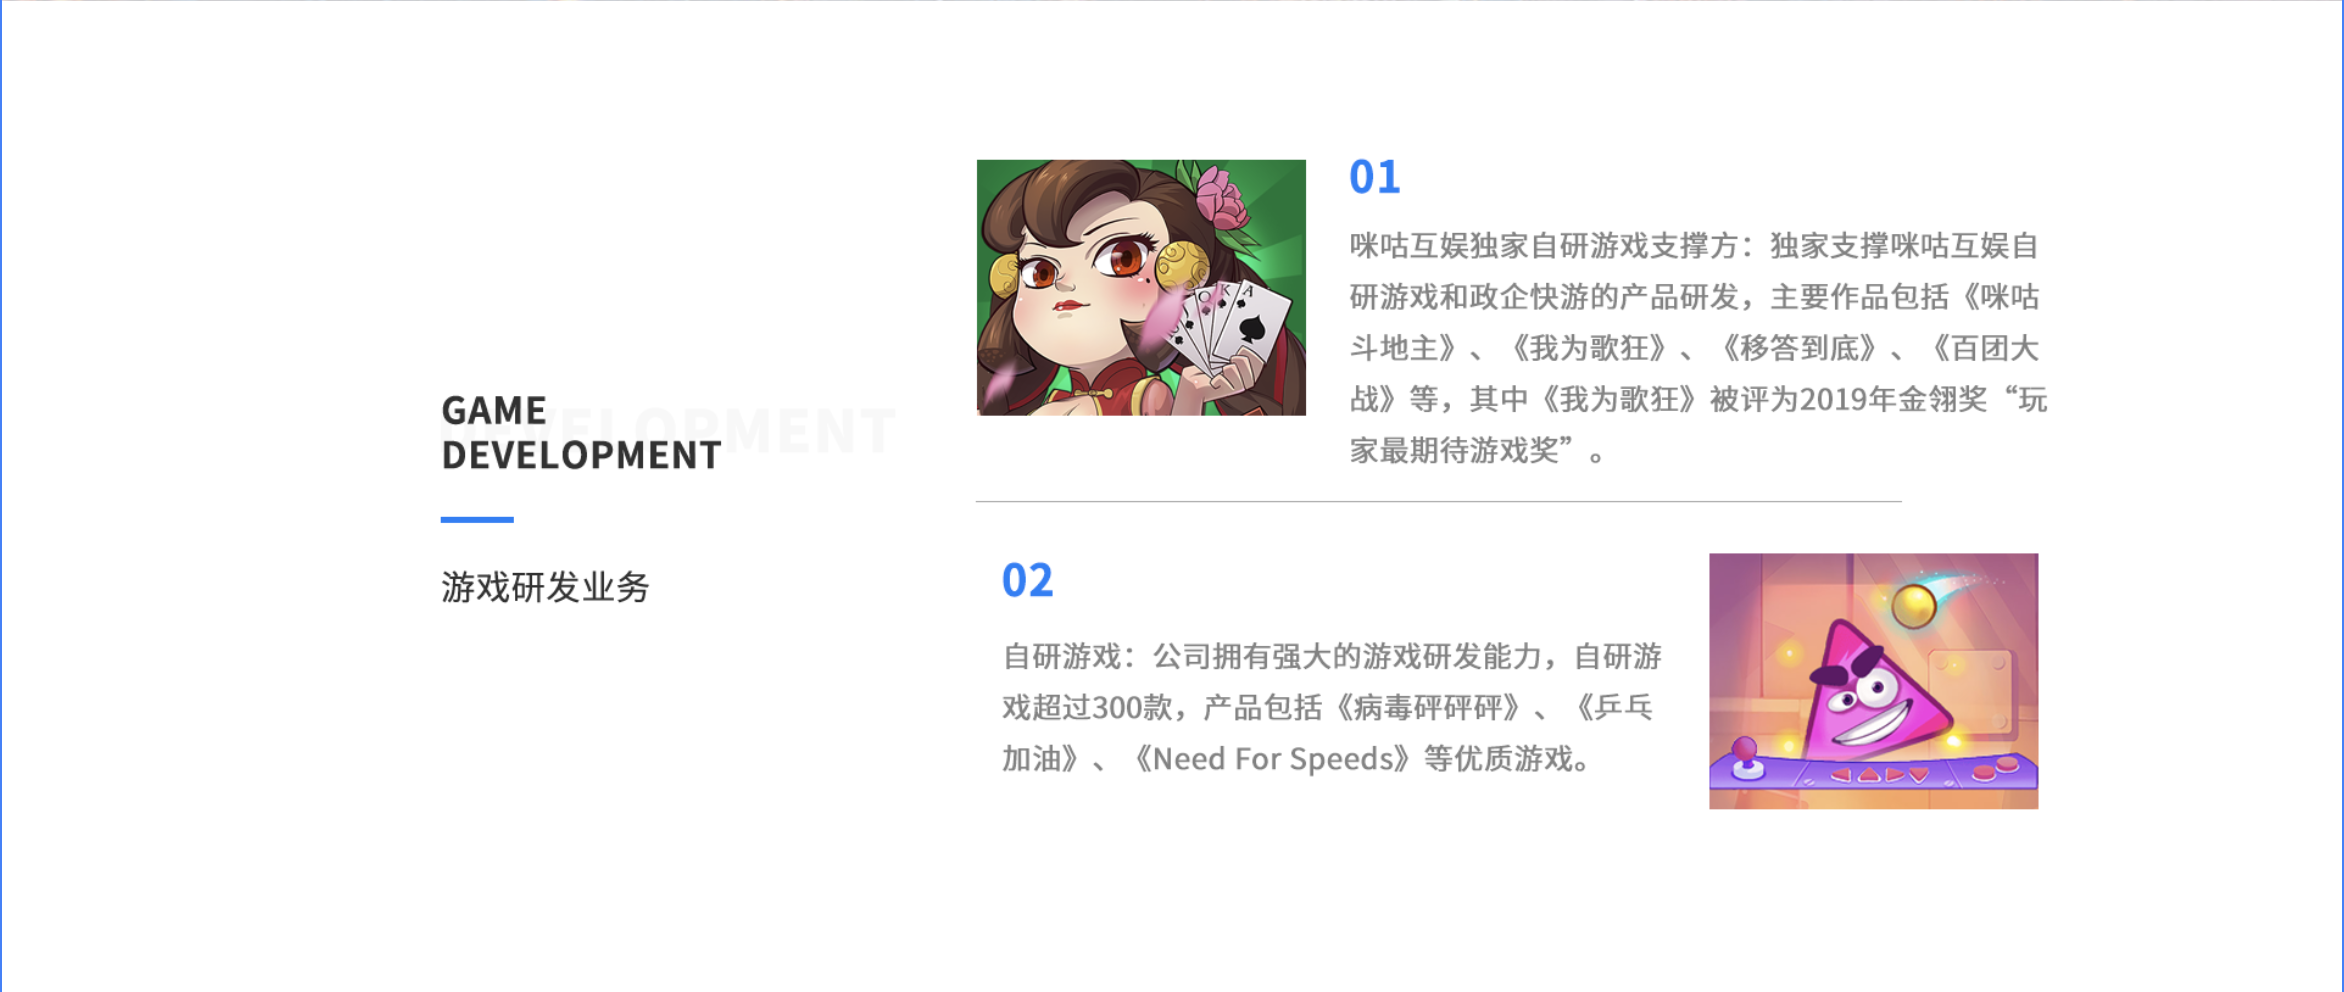 GAME
DEVELOPMENT
DEVELOPMENT
游戏研发业务
01
咪咕互娱独家自研游戏支撑方：独家支撑咪咕互娱自
研游戏和政企快游的产品研发，主要作品包括《咪咕
斗地主》、《我为歌狂》、《移答到底》、《百团大
战》等，其中《我为歌狂》被评为2019年金翎奖“玩
家最期待游戏奖”。
Q K A
02
自研游戏：公司拥有强大的游戏研发能力，自研游
戏超过300款，产品包括《病毒砰砰砰》、《乒乓
加油》、《Need For Speeds》等优质游戏。